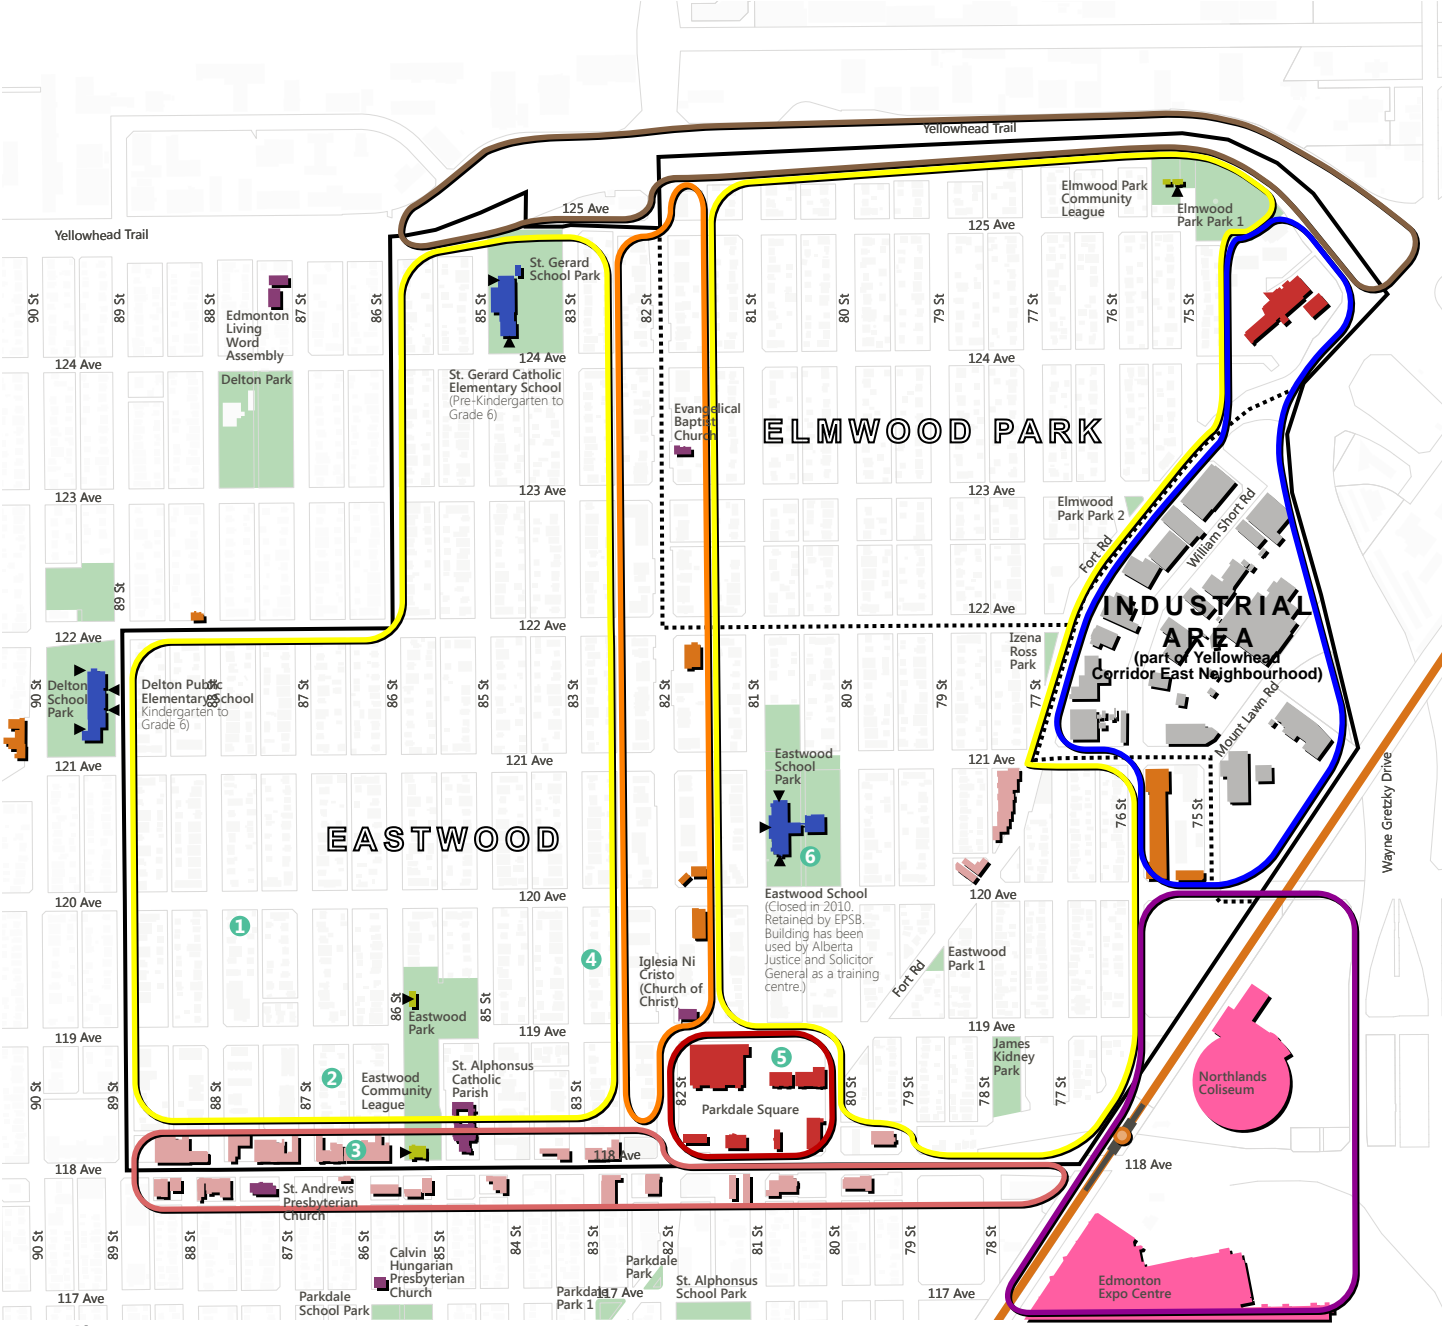 Yellowhead Trail
Elmwood Park
Community
League
Elmwood
Park Park 1
125 Ave
125 Ave
Yellowhead Trail
St. Gerard
School Park
90 St
89 St
88 St
87 St
86 St
85 St
83 St
82 St
81 St
80 St
79 St
77 St
76 St
75 St
Edmonton
Living
Word
Assembly
124 Ave
124 Ave
124 Ave
Delton Park
St. Gerard Catholic
Elementary School
(Pre-Kindergarten to
Grade 6)
Evangelical
Baptist
Church
ELMWOOD PARK
123 Ave
123 Ave
123 Ave
Elmwood
Park Park 2
William Short Rd
Fort Rd
89 St
122 Ave
122 Ave
122 Ave
INDUSTRIAL
AREA
(part of Yellowhead
Corridor East Neighbourhood)
Izena
Ross
Park
Delton
School
Park
Delton Public
Elementary School
Kindergarten to
Grade 6)
90 St
88 St
87 St
86 St
85 St
83 St
82 St
81 St
80 St
79 St
77 St
Mount Lawn Rd
121 Ave
121 Ave
121 Ave
Eastwood
School
Park
76 St
75 St
Wayne Gretzky Drive
EASTWOOD
6
120 Ave
120 Ave
120 Ave
Eastwood School
(Closed in 2010.
Retained by EPSB.
Building has been
used by Alberta
Justice and Solicitor
General as a training
centre.)
1
4
Iglesia Ni
Cristo
(Church of
Christ)
Eastwood
Park 1
Fort Rd
86 St
85 St
Eastwood
Park
119 Ave
119 Ave
119 Ave
James
Kidney
Park
5
2
Eastwood
Community
League
St. Alphonsus
Catholic
Parish
90 St
89 St
88 St
87 St
83 St
82 St
80 St
79 St
78 St
77 St
Parkdale Square
Northlands
Coliseum
3
118 Ave
118 Ave
118 Ave
St. Andrews
Presbyterian
Church
90 St
89 St
88 St
87 St
86 St
85 St
84 St
83 St
82 St
81 St
80 St
79 St
78 St
Calvin
Hungarian
Presbyterian
Church
Parkdale
Park
St. Alphonsus
School Park
Edmonton
Expo Centre
117 Ave
Parkdale
School Park
Parkdale
Park 1
117 Ave
117 Ave